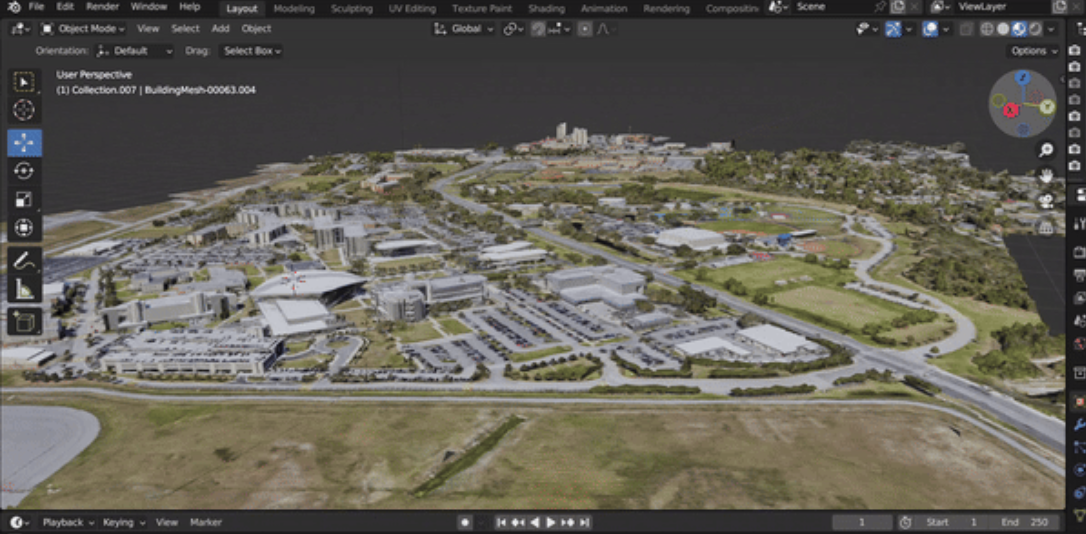 File Edit Render Window Help Layout Modeling Sculpting UV Editing Texture Paint Shading Animation Rendering Compositin Scene ViewLayer
Object Mode View Select Add Object Global
Orientation: Default Drag: Select Box Options
User Perspective
(1) Collection.007 | BuildingMesh-00063.004
Z
Y
X
Playback Keying View Marker 1 Start 1 End 250